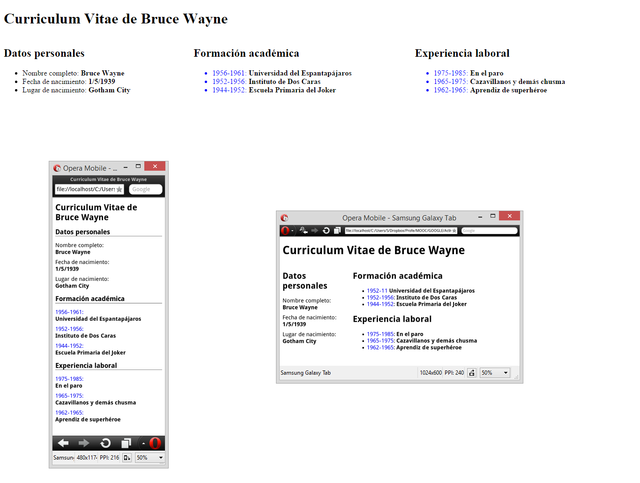 Curriculum Vitae de Bruce Wayne
Datos personales
Nombre completo: Bruce Wayne
Fecha de nacimiento: 1/5/1939
Lugar de nacimiento: Gotham City
Formación académica
1956-1961: Universidad del Espantapájaros
1952-1956: Instituto de Dos Caras
1944-1952: Escuela Primaria del Joker
Experiencia laboral
1975-1985: En el paro
1965-1975: Cazavillanos y demás chusma
1962-1965: Aprendiz de superhéroe
Opera Mobile - ...
Curriculum Vitae de Bruce Wayne
file://localhost/C:/User
Google
Curriculum Vitae de
Bruce Wayne
Datos personales
Nombre completo:
Bruce Wayne
Fecha de nacimiento:
1/5/1939
Lugar de nacimiento:
Gotham City
Formación académica
1956-1961:
Universidad del Espantapájaros
1952-1956:
Instituto de Dos Caras
1944-1952:
Escuela Primaria del Joker
Experiencia laboral
1975-1985:
En el paro
1965-1975:
Cazavillanos y demás chusma
1962-1965:
Aprendiz de superhéroe
Samsun 480x117 PPI: 216 50%
Opera Mobile - Samsung Galaxy Tab
Google
Curriculum Vitae de Bruce Wayne
Datos
personales
Nombre completo:
Bruce Wayne
Fecha de nacimiento:
1/5/1939
Lugar de nacimiento:
Gotham City
Formación académica
1952-11 Universidad del Espantapájaros
1952-1956: Instituto de Dos Caras
1944-1952: Escuela Primaria del Joker
Experiencia laboral
1975-1985: En el paro
1965-1975: Cazavillanos y demás chusma
1962-1965: Aprendiz de superhéroe
Samsung Galaxy Tab 1024x600 PPI: 240 50%